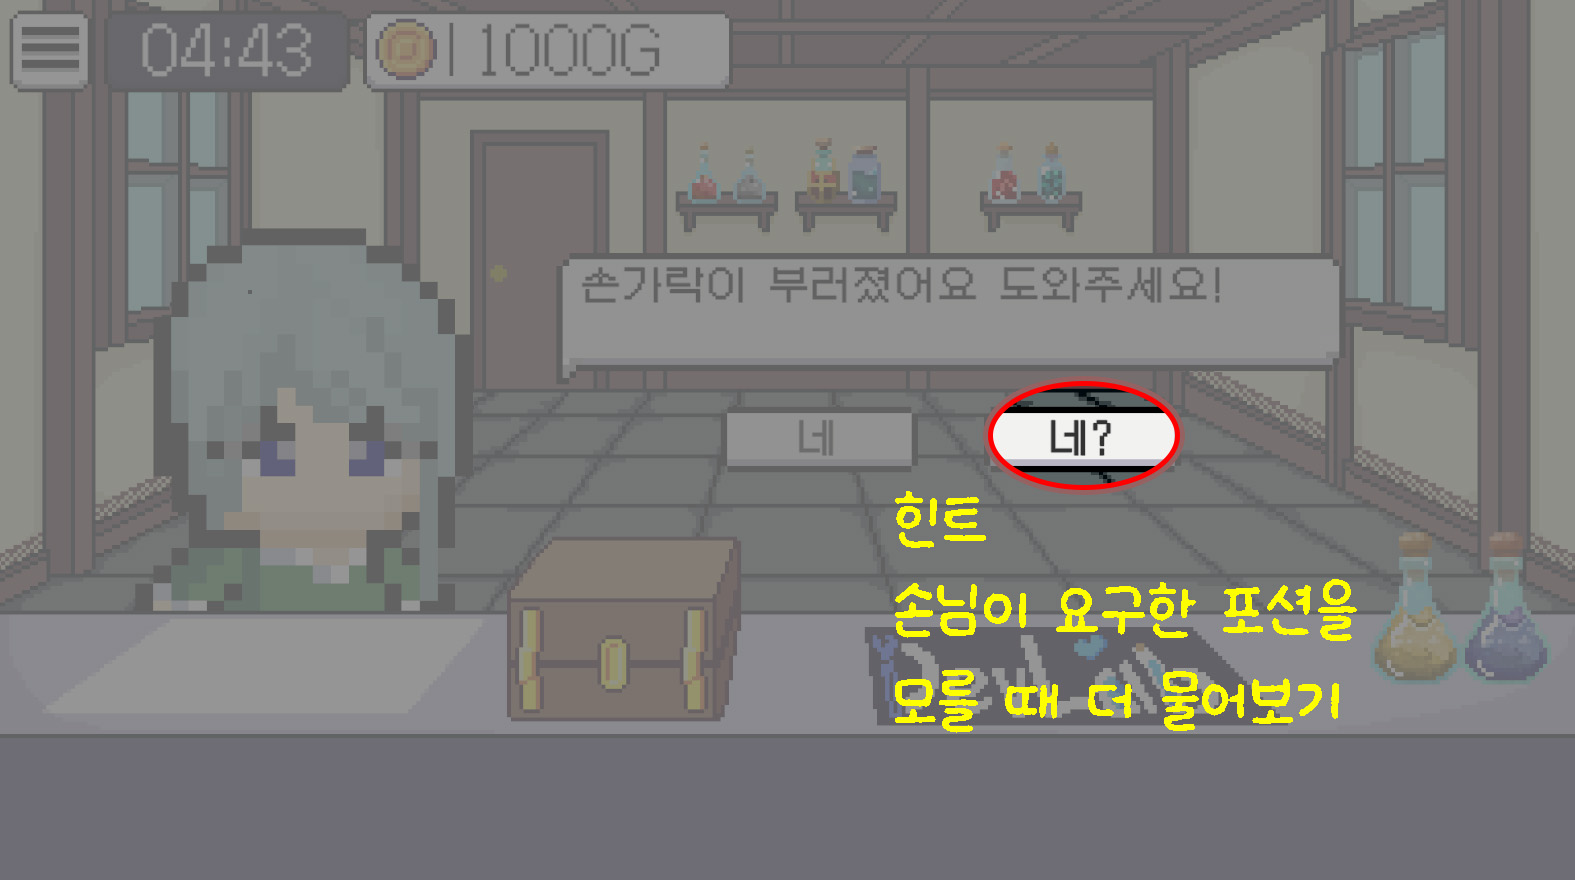 04:43
1000G
손가락이 부러졌어요 도와주세요!
네
네?
힌트
손님이 요구한 포션을
모를 때 더 물어보기